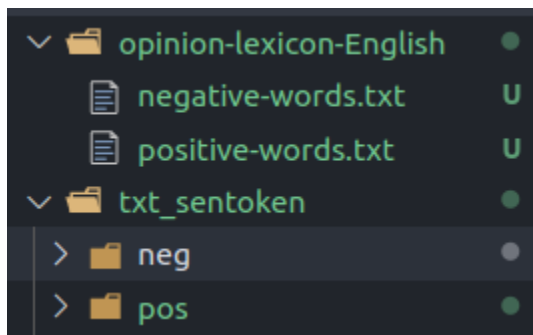 opinion-lexicon-English
negative-words.txt U
positive-words.txt U
txt_sentoken
neg
pos